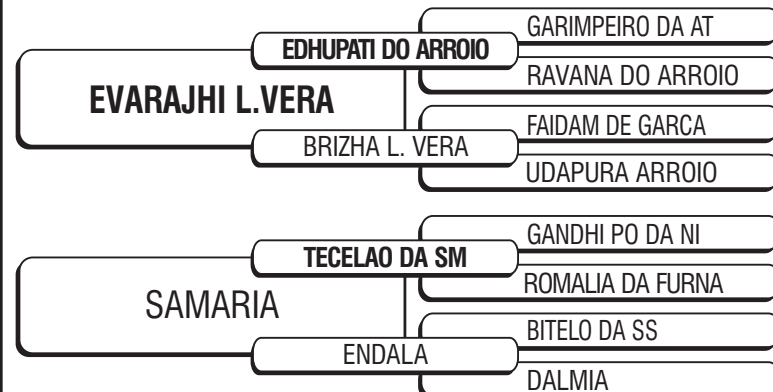 GARIMPEIRO DA AT
EDHUPATI DO ARROIO
RAVANA DO ARROIO
EVARAJHI L.VERA
FAIDAM DE GARCA
BRIZHA L. VERA
UDAPURA ARROIO
GANDHI PO DA NI
TECELAO DA SM
ROMALIA DA FURNA
SAMARIA
BITELO DA SS
ENDALA
DALMIA